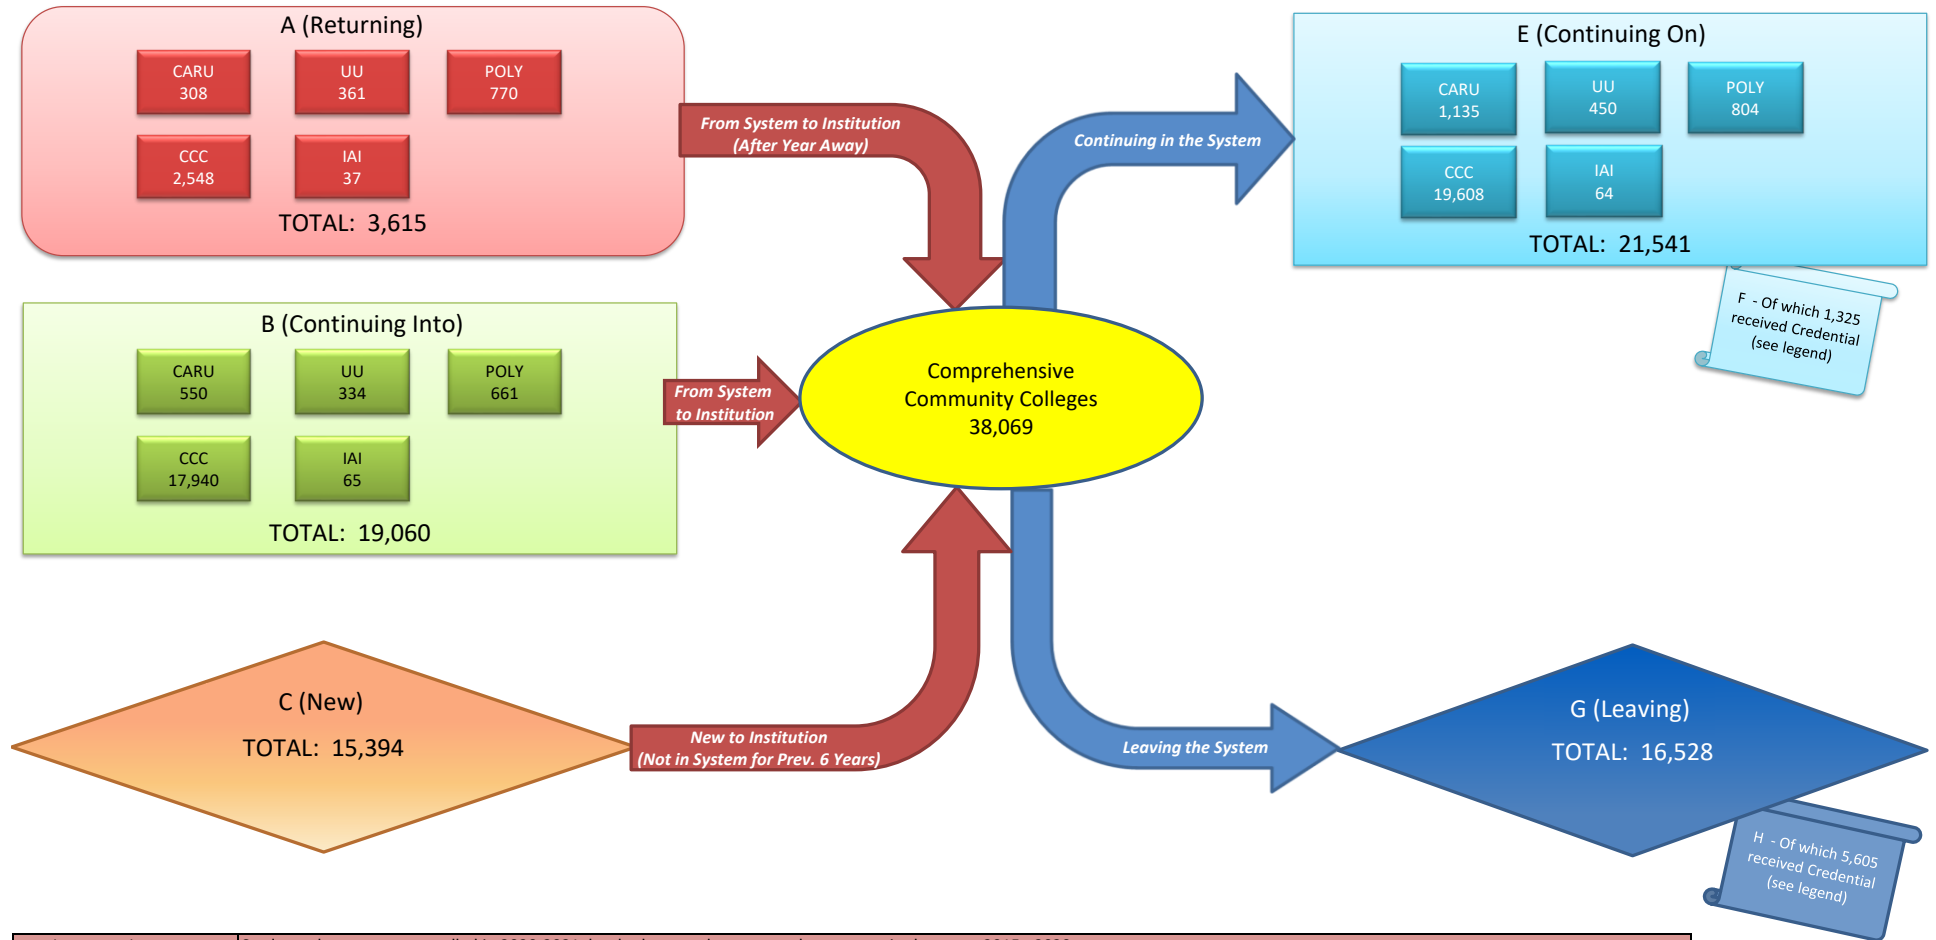 A (Returning)
CARU
308
UU
361
POLY
770
CCC
2,548
IAI
37
TOTAL: 3,615
From System to Institution
(After Year Away)
B (Continuing Into)
CARU
550
UU
334
POLY
661
CCC
17,940
IAI
65
TOTAL: 19,060
From System
to Institution
C (New)
TOTAL: 15,394
New to Institution
(Not in System for Prev. 6 Years)
Comprehensive
Community Colleges
38,069
Continuing in the System
E (Continuing On)
CARU
1,135
UU
450
POLY
804
CCC
19,608
IAI
64
TOTAL: 21,541
F - Of which 1,325
received Credential
(see legend)
Leaving the System
G (Leaving)
TOTAL: 16,528
H - Of which 5,605
received Credential
(see legend)